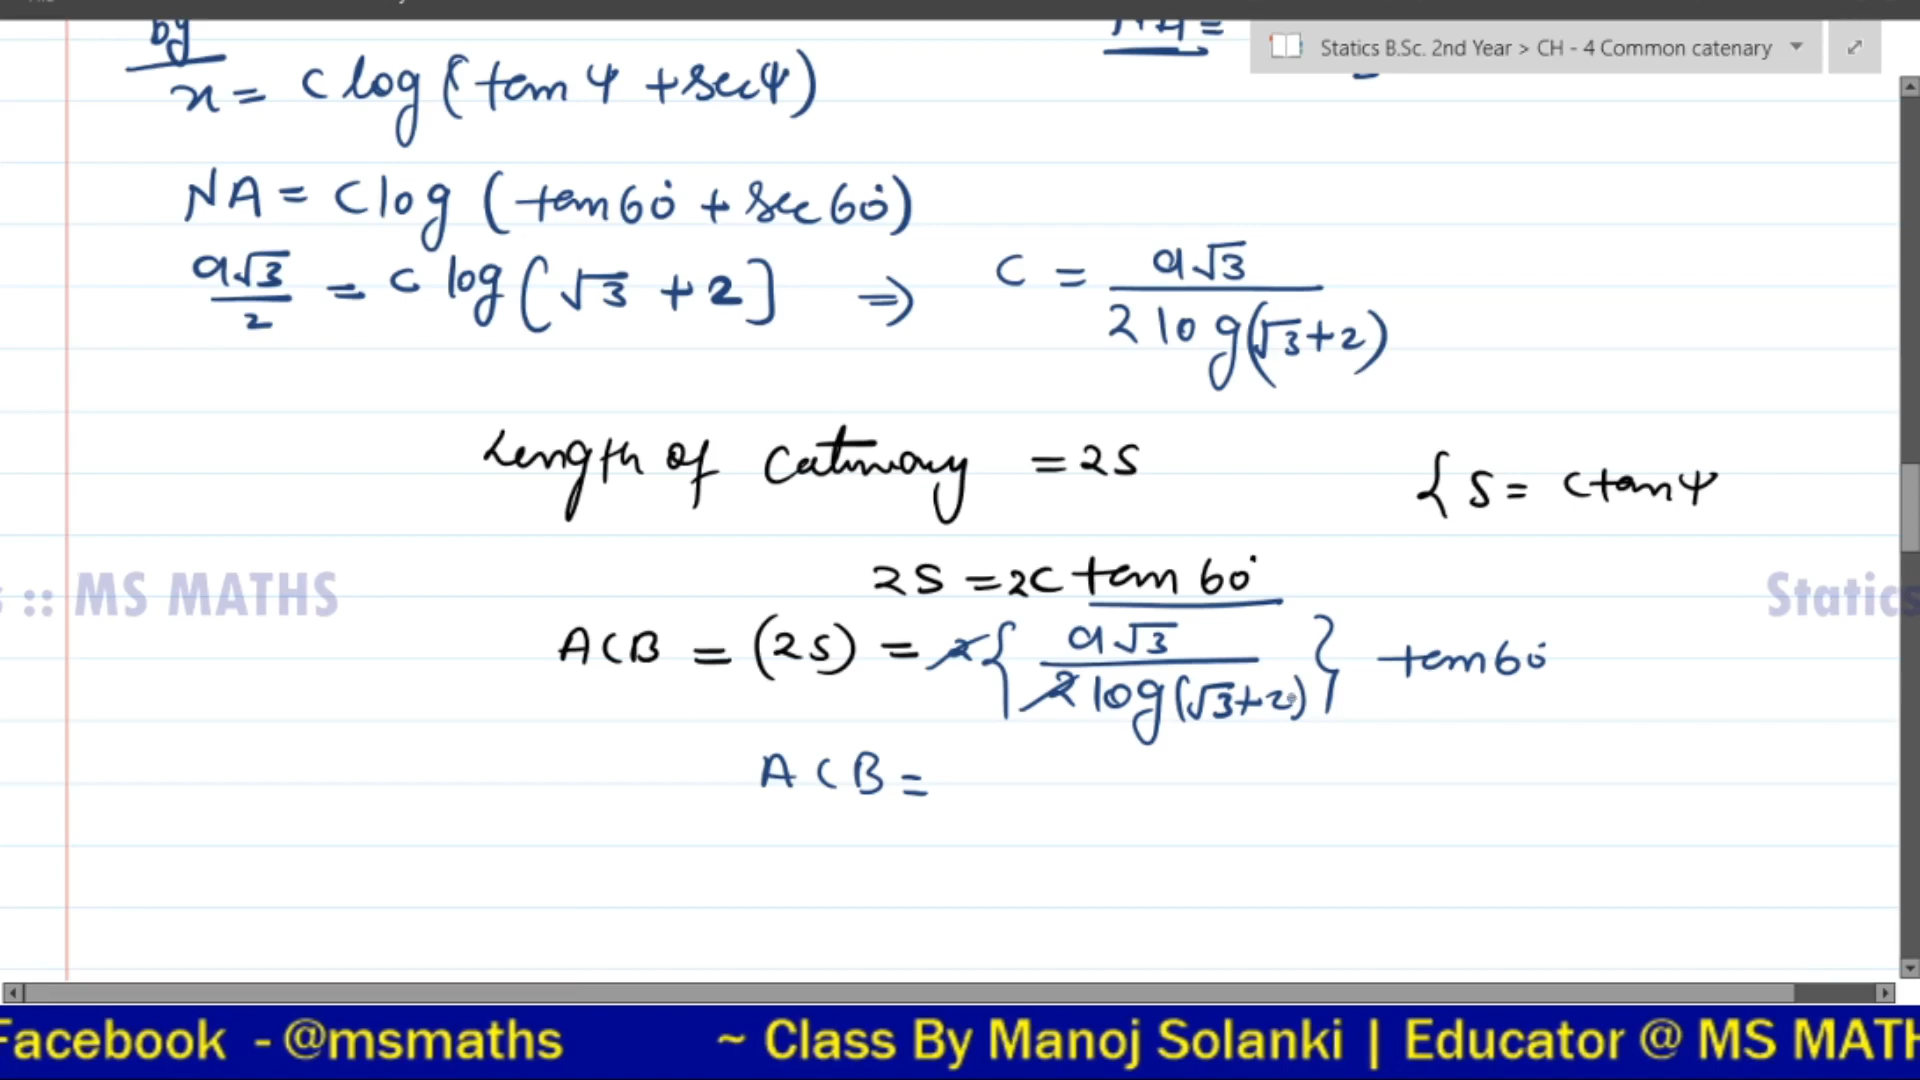 by
NA =
Statics B.Sc. 2nd Year > CH - 4 Common catenary
x = c log (tan ψ + sec ψ)
NA = c log (tan 60° + sec 60°)
a√3/2 = c log [√3 + 2] ⇒ c = a√3 / 2 log(√3+2)
Length of Catenary = 2S
{ S = c tan ψ
2S = 2c tan 60°
:: MS MATHS
Statics
ACB = (2S) = 2 { a√3 / 2 log(√3+2) } tan 60°
ACB =
Facebook - @msmaths ~ Class By Manoj Solanki | Educator @ MS MATH